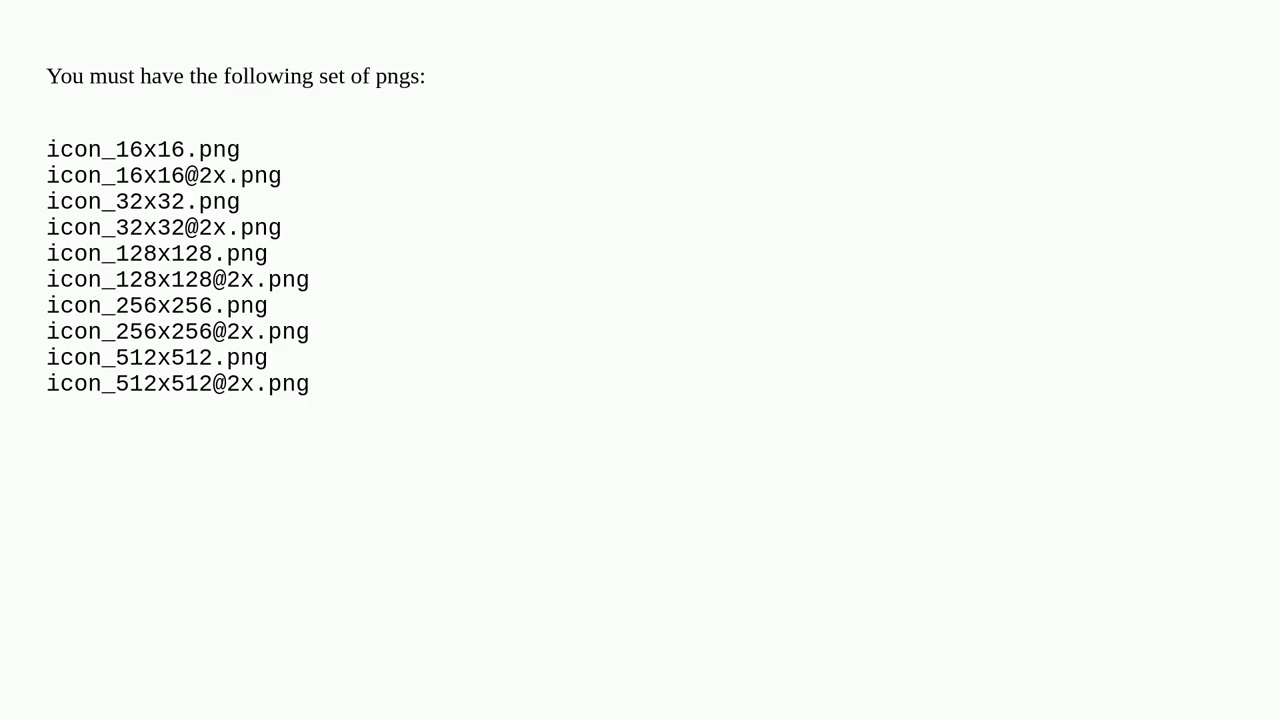 You must have the following set of pngs:
icon_16x16.png
icon_16x16@2x.png
icon_32x32.png
icon_32x32@2x.png
icon_128x128.png
icon_128x128@2x.png
icon_256x256.png
icon_256x256@2x.png
icon_512x512.png
icon_512x512@2x.png